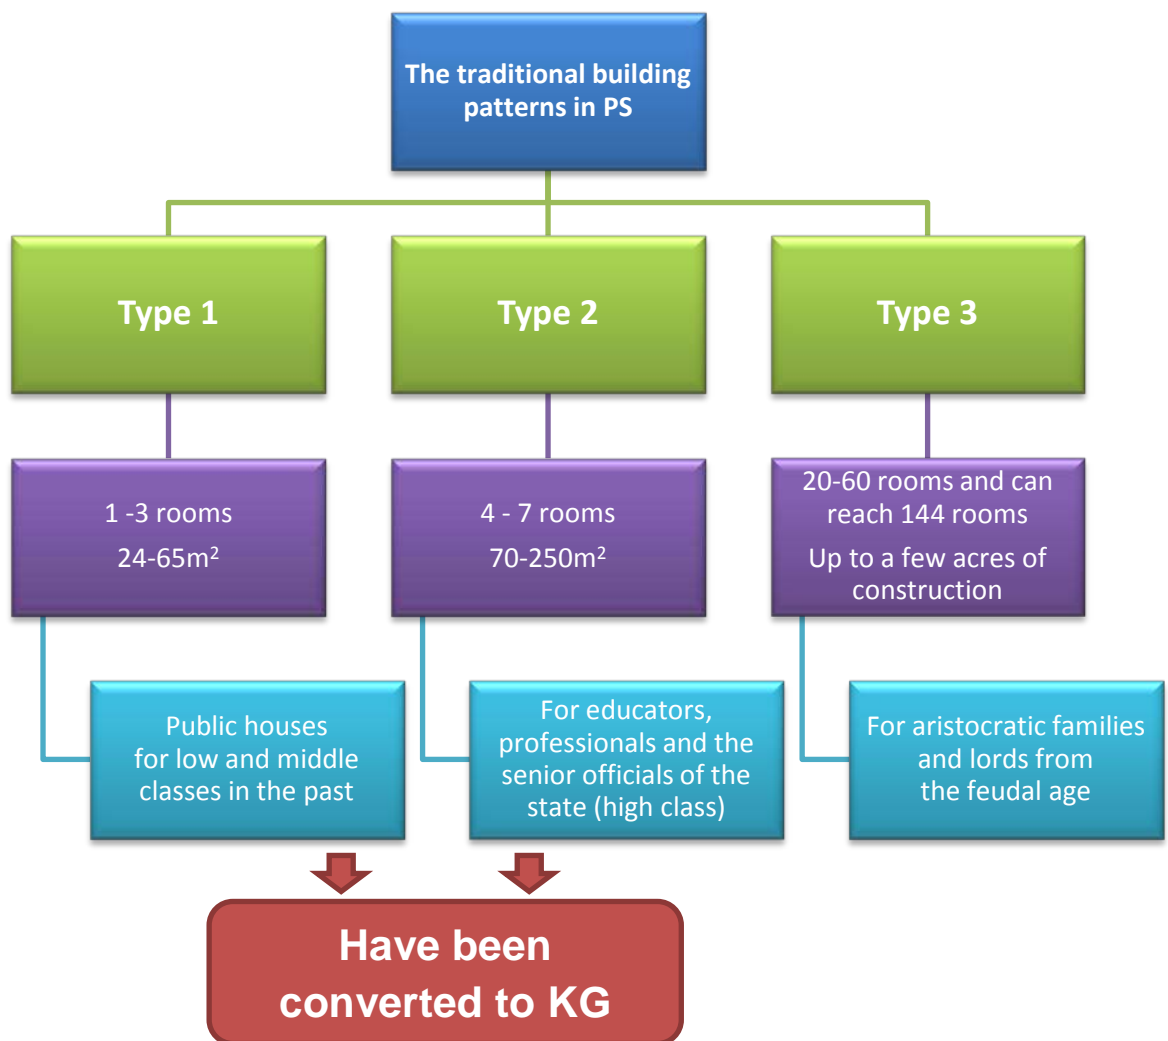 The traditional building
patterns in PS
Type 1
Type 2
Type 3
1 -3 rooms
24-65m²
4 - 7 rooms
70-250m²
20-60 rooms and can
reach 144 rooms
Up to a few acres of
construction
Public houses
for low and middle
classes in the past
For educators,
professionals and the
senior officials of the
state (high class)
For aristocratic families
and lords from
the feudal age
Have been
converted to KG